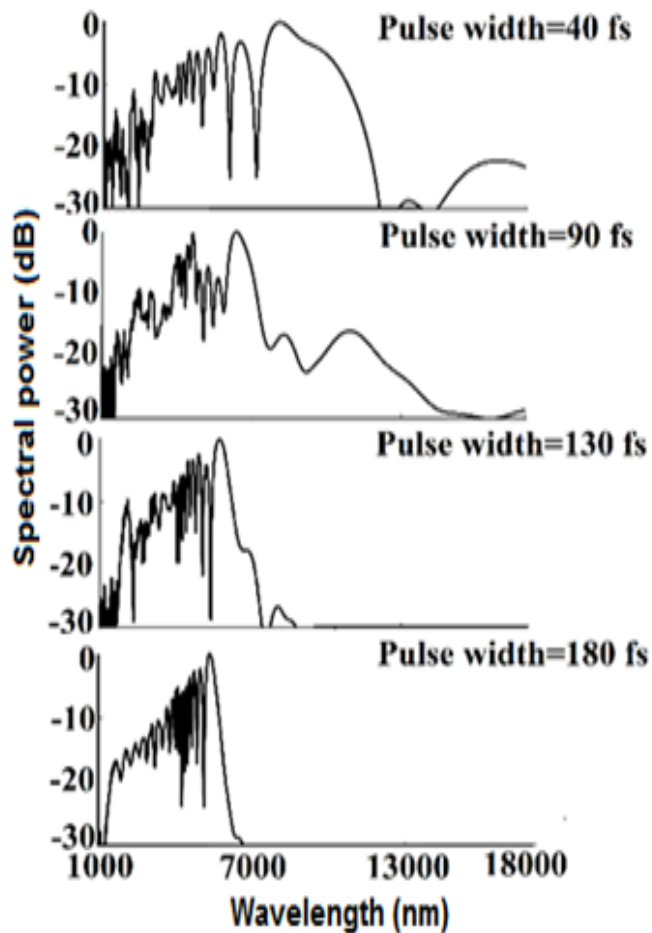 Pulse width=40 fs
0
-10
-20
-30
Pulse width=90 fs
0
-10
-20
-30
Pulse width=130 fs
0
-10
-20
-30
Pulse width=180 fs
0
-10
-20
-30
1000 7000 13000 18000
Wavelength (nm)
Spectral power (dB)